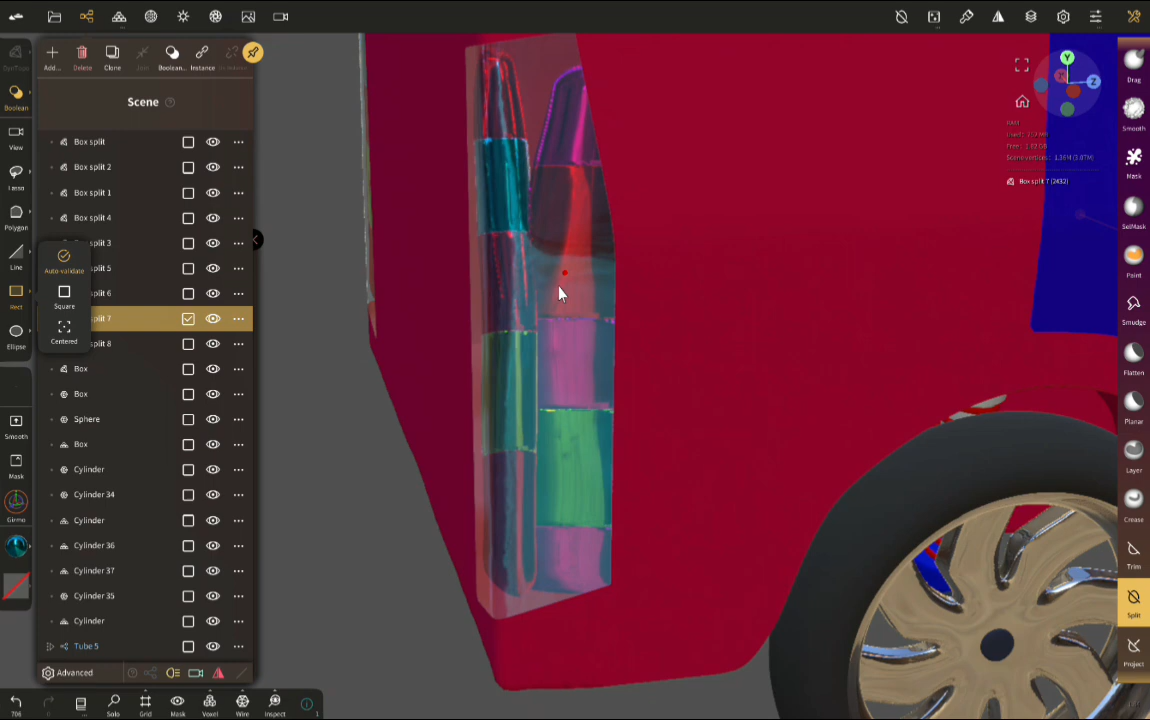 Add...
Delete
Clone
Join
Boolean...
Instance
Boolean
View
Lasso
Polygon
Line
Rect
Ellipse
Smooth
Mask
Gizmo
Scene
Box split
Box split 2
Box split 1
Box split 4
split 3
split 5
split 6
split 7
split 8
Box
Box
Sphere
Box
Cylinder
Cylinder 34
Cylinder
Cylinder 36
Cylinder 37
Cylinder 35
Cylinder
Tube 5
Auto-validate
Square
Centered
Advanced
706
Solo
Grid
Mask
Voxel
Wire
Inspect
1
Y
Z
Box split 7 (2432)
Drag
Smooth
Mask
SelMask
Paint
Smudge
Flatten
Planar
Layer
Crease
Trim
Split
Project